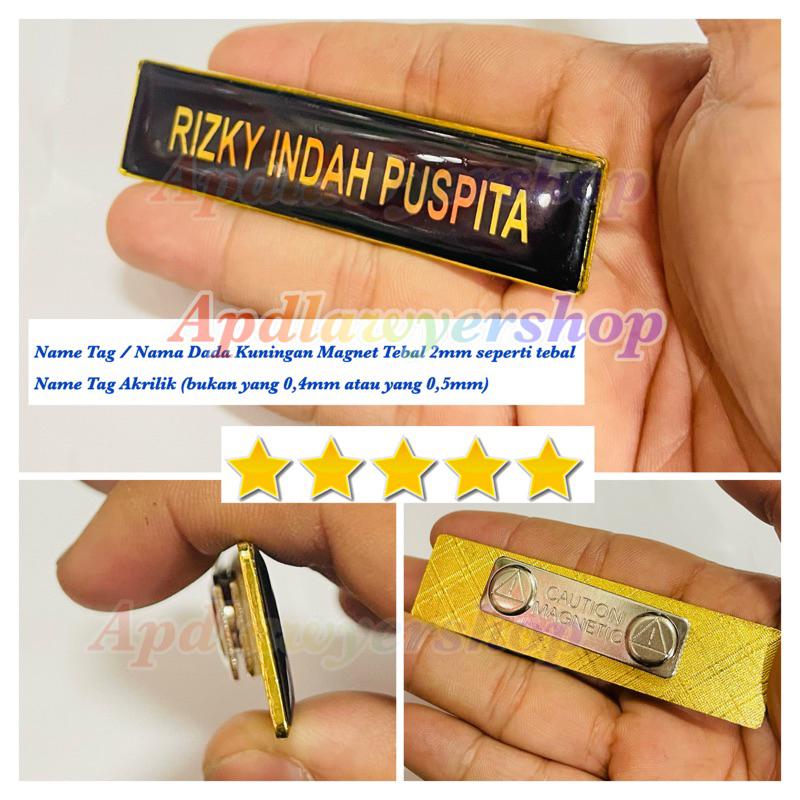 RIZKY INDAH PUSPITA
Apdlawyershop
Apdlawyershop
Name Tag / Nama Dada Kuningan Magnet Tebal 2mm seperti tebal
Name Tag Akrilik (bukan yang 0,4mm atau yang 0,5mm)
Apdlawyershop
CAUTION
MAGNETIC